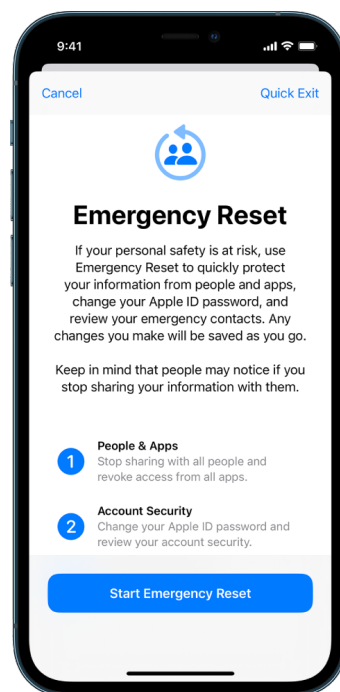 9:41
Cancel
Quick Exit
Emergency Reset
If your personal safety is at risk, use
Emergency Reset to quickly protect
your information from people and apps,
change your Apple ID password, and
review your emergency contacts. Any
changes you make will be saved as you go.
Keep in mind that people may notice if you
stop sharing your information with them.
1
People & Apps
Stop sharing with all people and
revoke access from all apps.
2
Account Security
Change your Apple ID password and
review your account security.
Start Emergency Reset